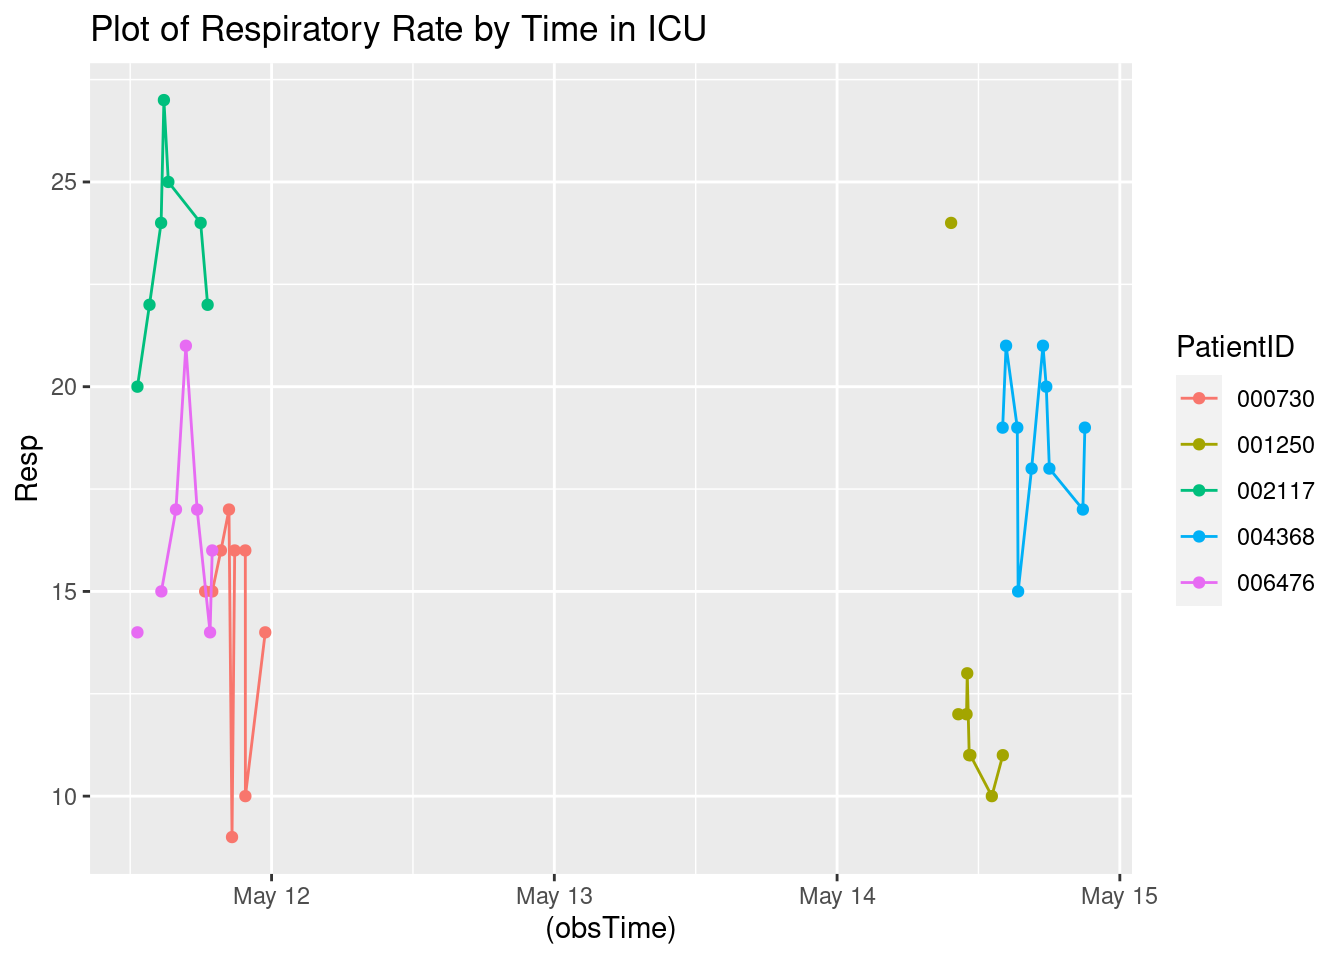 Plot of Respiratory Rate by Time in ICU
Resp
25
20
15
10
May 12
May 13
May 14
May 15
(obsTime)
PatientID
000730
001250
002117
004368
006476